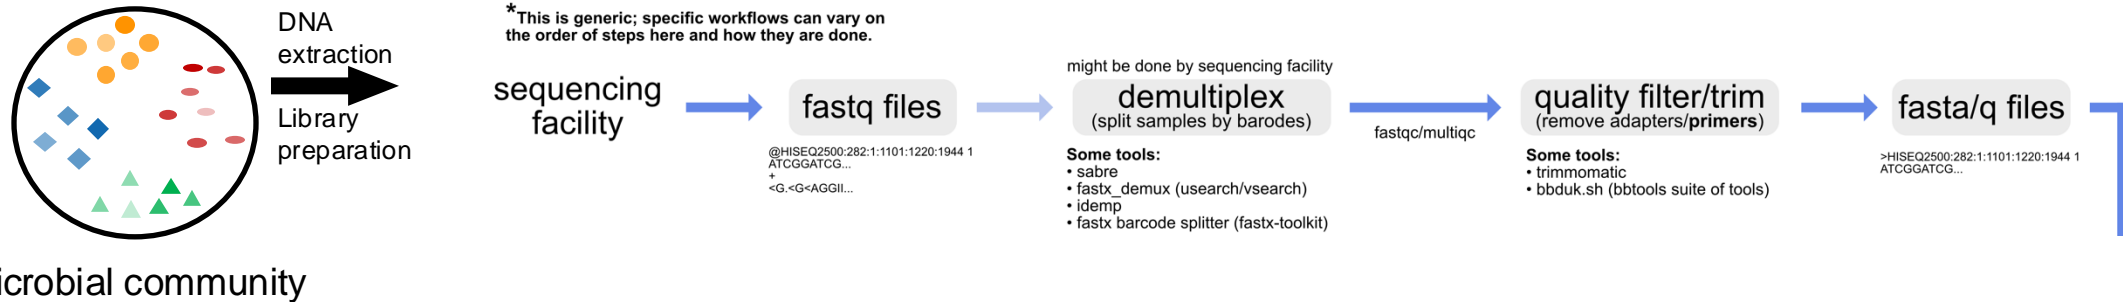 DNA
extraction
Library
preparation
icrobial community
*This is generic; specific workflows can vary on
the order of steps here and how they are done.
sequencing
facility
fastq files
@HISEQ2500:282:1:1101:1220:1944 1
ATCGGATCG...
+
<G.<G<AGGII...
might be done by sequencing facility
demultiplex
(split samples by barodes)
Some tools:
• sabre
• fastx_demux (usearch/vsearch)
• idemp
• fastx barcode splitter (fastx-toolkit)
fastqc/multiqc
quality filter/trim
(remove adapters/primers)
Some tools:
• trimmomatic
• bbduk.sh (bbtools suite of tools)
fasta/q files
>HISEQ2500:282:1:1101:1220:1944 1
ATCGGATCG...